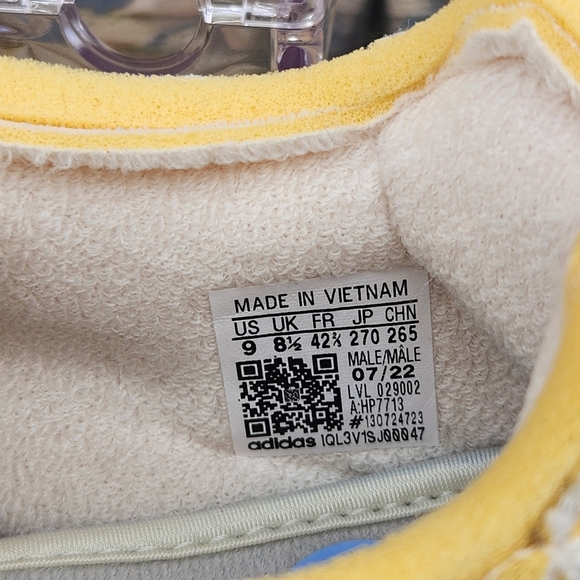 MADE IN VIETNAM
US UK FR JP CHN
9 8½ 42⅔ 270 265
MALE/MÂLE
07/22
LVL 029002
A:HP7713
#130724723
adidas IQL3V1SJ00047